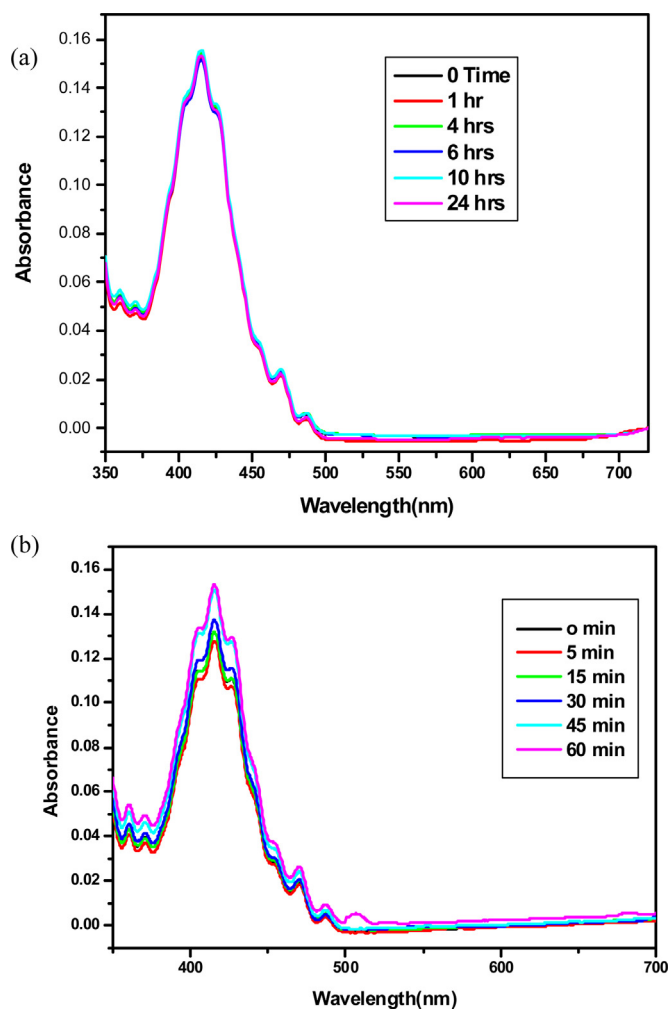 (a)
0.16
0.14
0.12
0.10
0.08
0.06
0.04
0.02
0.00
Absorbance
0 Time
1 hr
4 hrs
6 hrs
10 hrs
24 hrs
350 400 450 500 550 600 650 700
Wavelength(nm)
(b)
0.16
0.14
0.12
0.10
0.08
0.06
0.04
0.02
0.00
Absorbance
o min
5 min
15 min
30 min
45 min
60 min
400 500 600 700
Wavelength(nm)